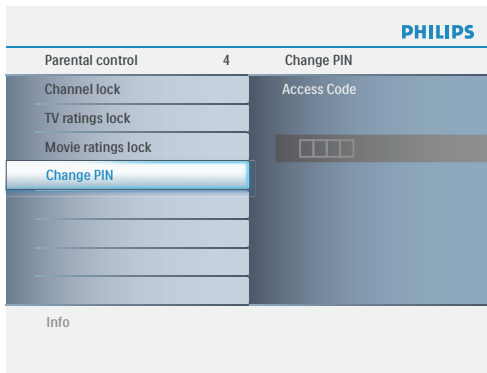 PHILIPS
Parental control 4 Change PIN
Channel lock Access Code
TV ratings lock
Movie ratings lock
Change PIN
Info